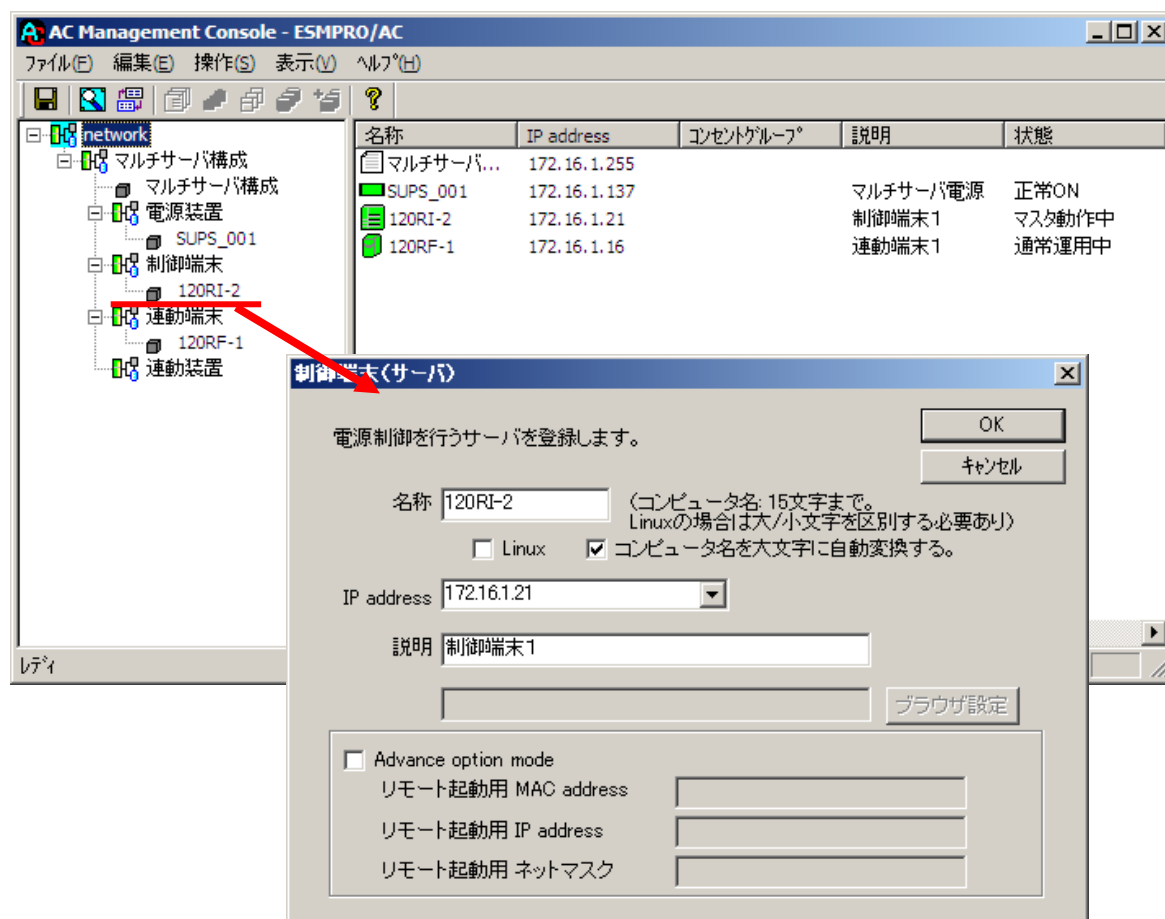 AC Management Console - ESMPRO/AC
ファイル(F) 編集(E) 操作(S) 表示(V) ヘルプ(H)
network
マルチサーバ構成
マルチサーバ構成
電源装置
SUPS_001
制御端末
120RI-2
連動端末
120RF-1
連動装置
名称 IP address コンセントグループ 説明 状態
マルチサーバ... 172.16.1.255
SUPS_001 172.16.1.137 マルチサーバ電源 正常ON
120RI-2 172.16.1.21 制御端末1 マスタ動作中
120RF-1 172.16.1.16 連動端末1 通常運用中
レディ
制御端末(サーバ)
電源制御を行うサーバを登録します。
OK
キャンセル
名称 120RI-2 (コンピュータ名: 15文字まで。
Linuxの場合は大/小文字を区別する必要あり)
Linux コンピュータ名を大文字に自動変換する。
IP address 172.16.1.21
説明 制御端末1
ブラウザ設定
Advance option mode
リモート起動用 MAC address
リモート起動用 IP address
リモート起動用 ネットマスク